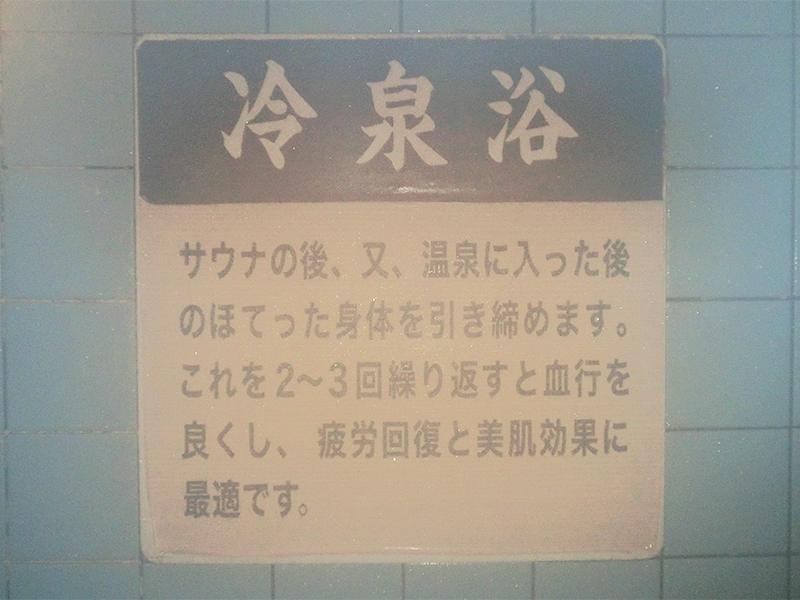 冷泉浴
サウナの後、又、温泉に入った後
のほてった身体を引き締めます。
これを2〜3回繰り返すと血行を
良くし、疲労回復と美肌効果に
最適です。